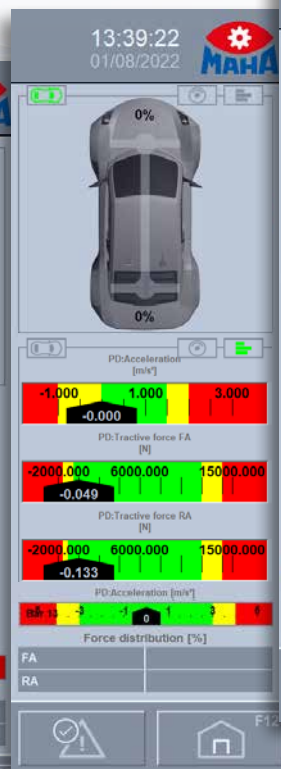 13:39:22
01/08/2022
MAHA
0%
0%
PD:Acceleration
[m/s²]
-1.000 1.000 3.000
-0.000
PD:Tractive force FA
[N]
-2000.000 6000.000 15000.000
-0.049
PD:Tractive force RA
[N]
-2000.000 6000.000 15000.000
-0.133
PD:Acceleration [m/s²]
-3 -1 1 3
0
Force distribution [%]
FA
RA
F12